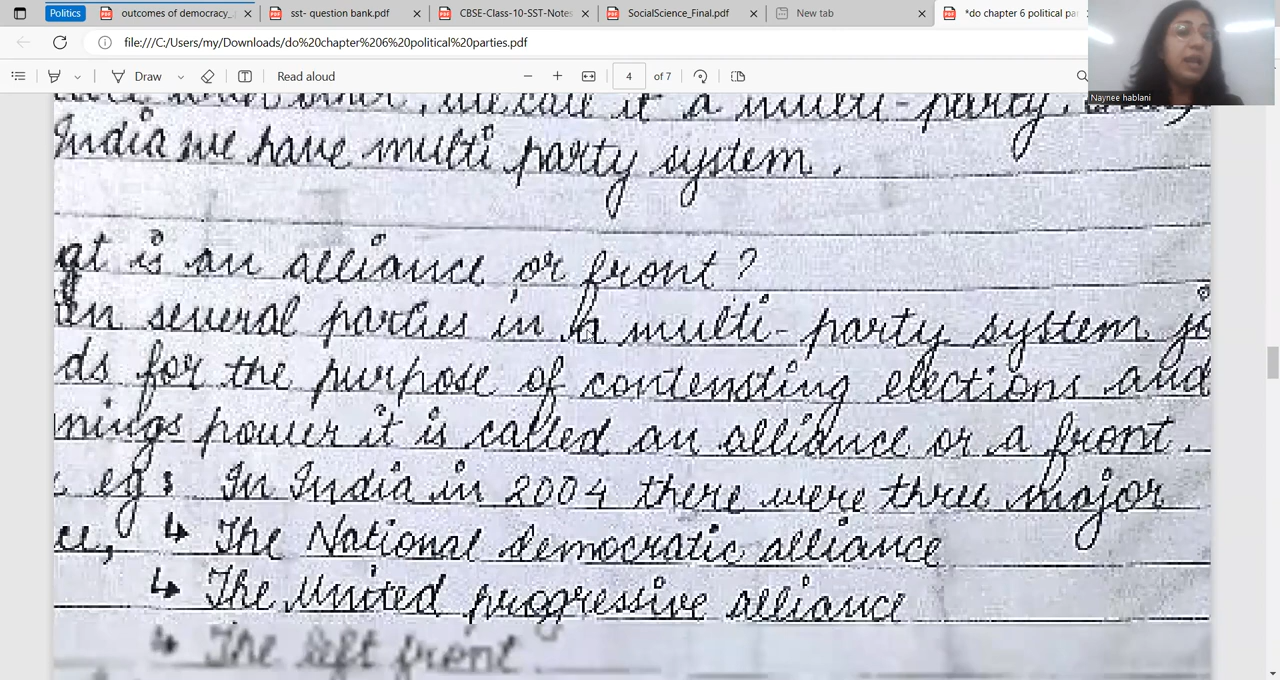 Politics
outcomes of democracy_
sst- question bank.pdf
CBSE-Class-10-SST-Notes
SocialScience_Final.pdf
New tab
*do chapter 6 political pa
file:///C:/Users/my/Downloads/do%20chapter%206%20political%20parties.pdf
Draw
Read aloud
4 of 7
Naynee hablani
it a multi-party,
India we have multi party system.
at is an alliance or front?
en several parties in a multi-party system jo
ds for the purpose of contensting elections and
nings power it is called an alliance or a front.
eg: In India in 2004 there were three major
ce, ↳ The National democratic alliance
↳ The United progressive alliance
↳ The left front